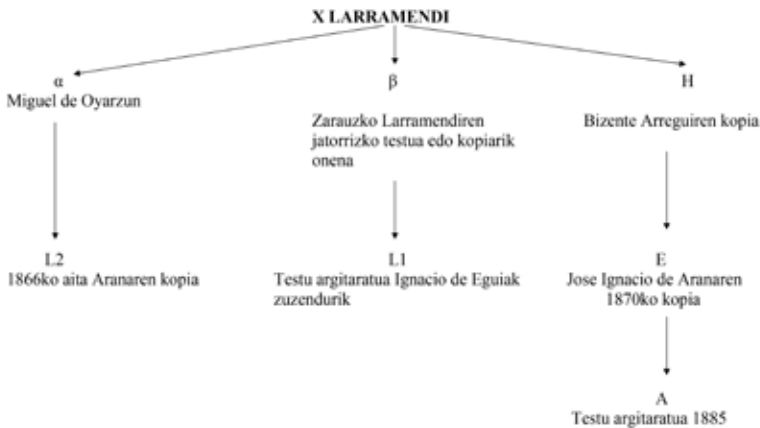 X LARRAMENDI
α
Miguel de Oyarzun
β
Zarauzko Larramendiren
jatorrizko testua edo kopiarik
onena
H
Bizente Arreguiren kopia
L2
1866ko aita Aranaren kopia
L1
Testu argitaratua Ignacio de Eguiak
zuzendurik
E
Jose Ignacio de Aranaren
1870ko kopia
A
Testu argitaratua 1885